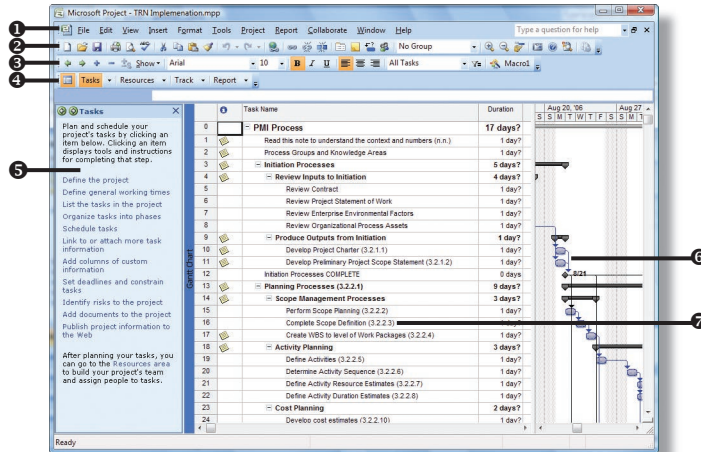 Microsoft Project - TRN Implemenation.mpp
❶ File Edit View Insert Format Tools Project Report Collaborate Window Help Type a question for help
❷ No Group
❸ Show Arial 10 B I U All Tasks Macro1
❹ Tasks Resources Track Report
Tasks
Plan and schedule your
project's tasks by clicking an
item below. Clicking an item
displays tools and instructions
for completing that step.
❺
Define the project
Define general working times
List the tasks in the project
Organize tasks into phases
Schedule tasks
Link to or attach more task
information
Add columns of custom
information
Set deadlines and constrain
tasks
Identify risks to the project
Add documents to the project
Publish project information to
the Web
After planning your tasks, you
can go to the Resources area
to build your project's team
and assign people to tasks.
Gantt Chart
Task Name Duration Aug 20, '06 Aug 27
S S M T W T F S S M T
0 PMI Process 17 days?
1 Read this note to understand the context and numbers (n.n.) 1 day?
2 Process Groups and Knowledge Areas 1 day?
3 Initiation Processes 5 days?
4 Review Inputs to Initiation 4 days?
5 Review Contract 1 day?
6 Review Project Statement of Work 1 day?
7 Review Enterprise Environmental Factors 1 day?
8 Review Organizational Process Assets 1 day?
9 Produce Outputs from Initiation 1 day?
10 Develop Project Charter (3.2.1.1) 1 day?
11 Develop Preliminary Project Scope Statement (3.2.1.2) 1 day?
❻
12 Initiation Processes COMPLETE 0 days 8/21
13 Planning Processes (3.2.2.1) 9 days?
14 Scope Management Processes 3 days?
15 Perform Scope Planning (3.2.2.2) 1 day?
16 Complete Scope Definition (3.2.2.3) 1 day?
❼
17 Create WBS to level of Work Packages (3.2.2.4) 1 day?
18 Activity Planning 3 days?
19 Define Activities (3.2.2.5) 1 day?
20 Determine Activity Sequence (3.2.2.6) 1 day?
21 Define Activity Resource Estimates (3.2.2.7) 1 day?
22 Define Activity Duration Estimates (3.2.2.8) 1 day?
23 Cost Planning 2 days?
24 Develop cost estimates (3.2.2.10) 1 day?
Ready